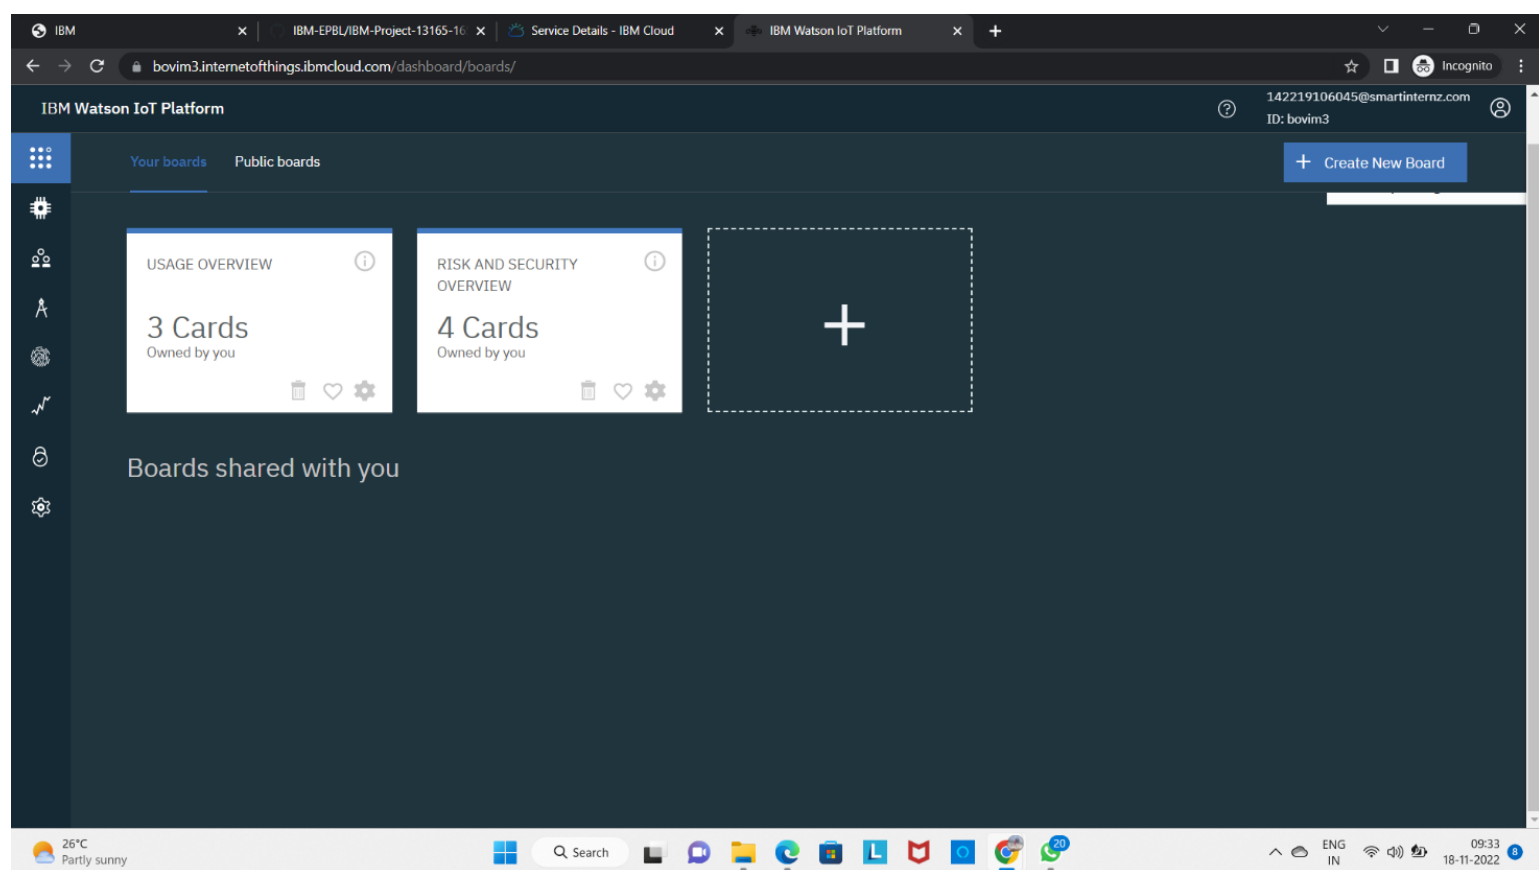 IBM
IBM-EPBL/IBM-Project-13165-16
Service Details - IBM Cloud
IBM Watson IoT Platform
bovim3.internetofthings.ibmcloud.com/dashboard/boards/
Incognito
IBM Watson IoT Platform
142219106045@smartinternz.com
ID: bovim3
Your boards
Public boards
+ Create New Board
USAGE OVERVIEW
3 Cards
Owned by you
RISK AND SECURITY
OVERVIEW
4 Cards
Owned by you
Boards shared with you
26°C
Partly sunny
Search
L
20
ENG
IN
09:33
18-11-2022
8